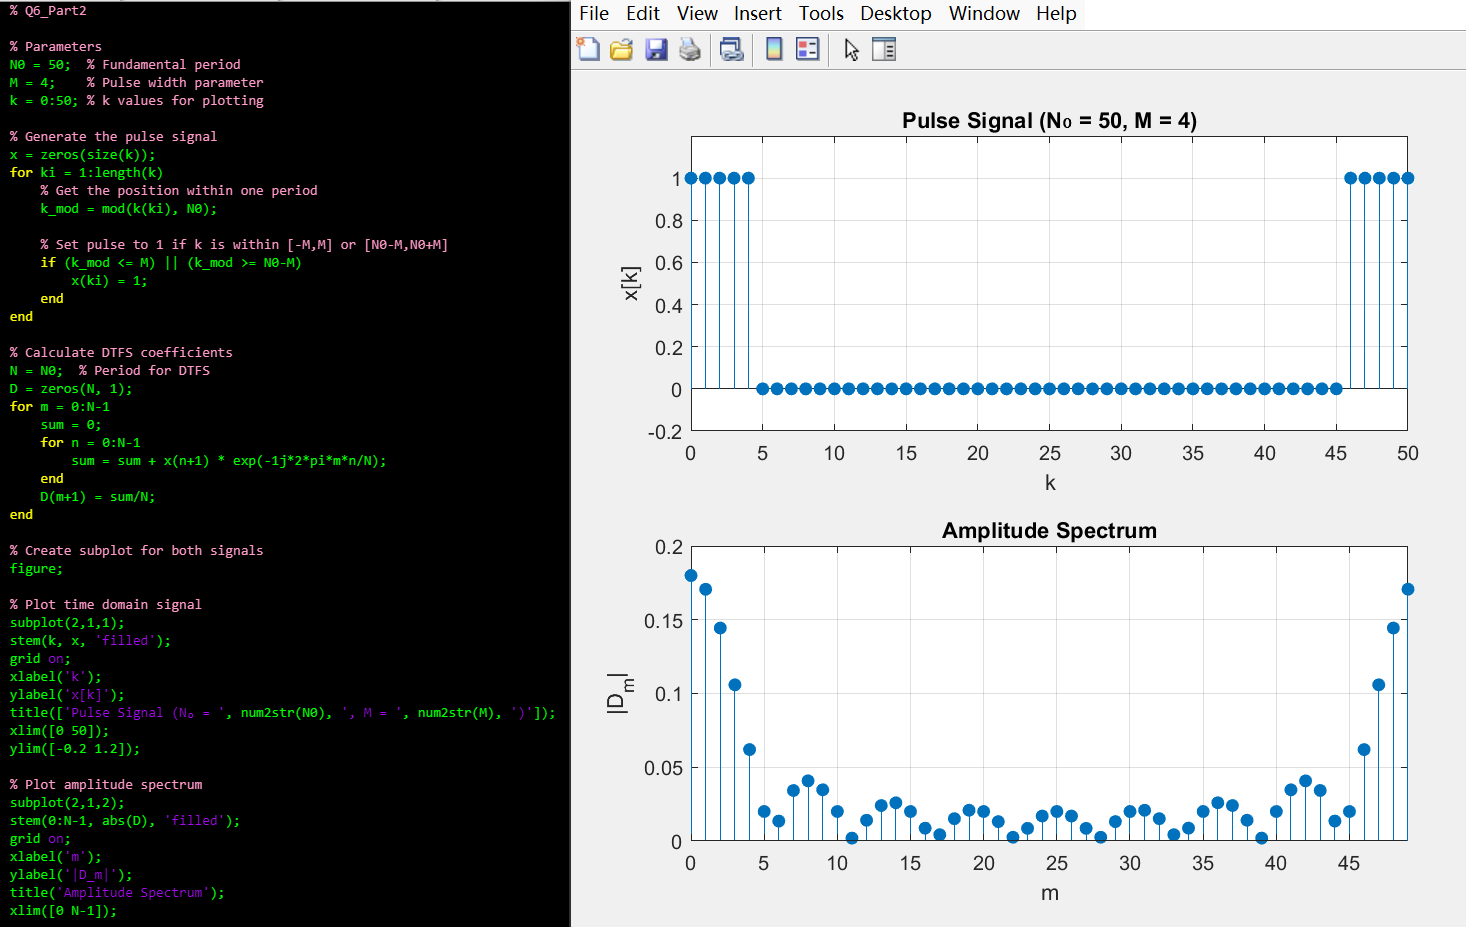 % Q6_Part2
% Parameters
N0 = 50;  % Fundamental period
M = 4;    % Pulse width parameter
k = 0:50; % k values for plotting
% Generate the pulse signal
x = zeros(size(k));
for ki = 1:length(k)
    % Get the position within one period
    k_mod = mod(k(ki), N0);
    % Set pulse to 1 if k is within [-M,M] or [N0-M,N0+M]
    if (k_mod <= M) || (k_mod >= N0-M)
        x(ki) = 1;
    end
end
% Calculate DTFS coefficients
N = N0;  % Period for DTFS
D = zeros(N, 1);
for m = 0:N-1
    sum = 0;
    for n = 0:N-1
        sum = sum + x(n+1) * exp(-1j*2*pi*m*n/N);
    end
    D(m+1) = sum/N;
end
% Create subplot for both signals
figure;
% Plot time domain signal
subplot(2,1,1);
stem(k, x, 'filled');
grid on;
xlabel('k');
ylabel('x[k]');
title(['Pulse Signal (N₀ = ', num2str(N0), ', M = ', num2str(M), ')']);
xlim([0 50]);
ylim([-0.2 1.2]);
% Plot amplitude spectrum
subplot(2,1,2);
stem(0:N-1, abs(D), 'filled');
grid on;
xlabel('m');
ylabel('|D_m|');
title('Amplitude Spectrum');
xlim([0 N-1]);
File Edit View Insert Tools Desktop Window Help
Pulse Signal (N₀ = 50, M = 4)
1
0.8
0.6
0.4
0.2
0
-0.2
x[k]
0 5 10 15 20 25 30 35 40 45 50
k
Amplitude Spectrum
0.2
0.15
0.1
0.05
0
|D_m|
0 5 10 15 20 25 30 35 40 45
m